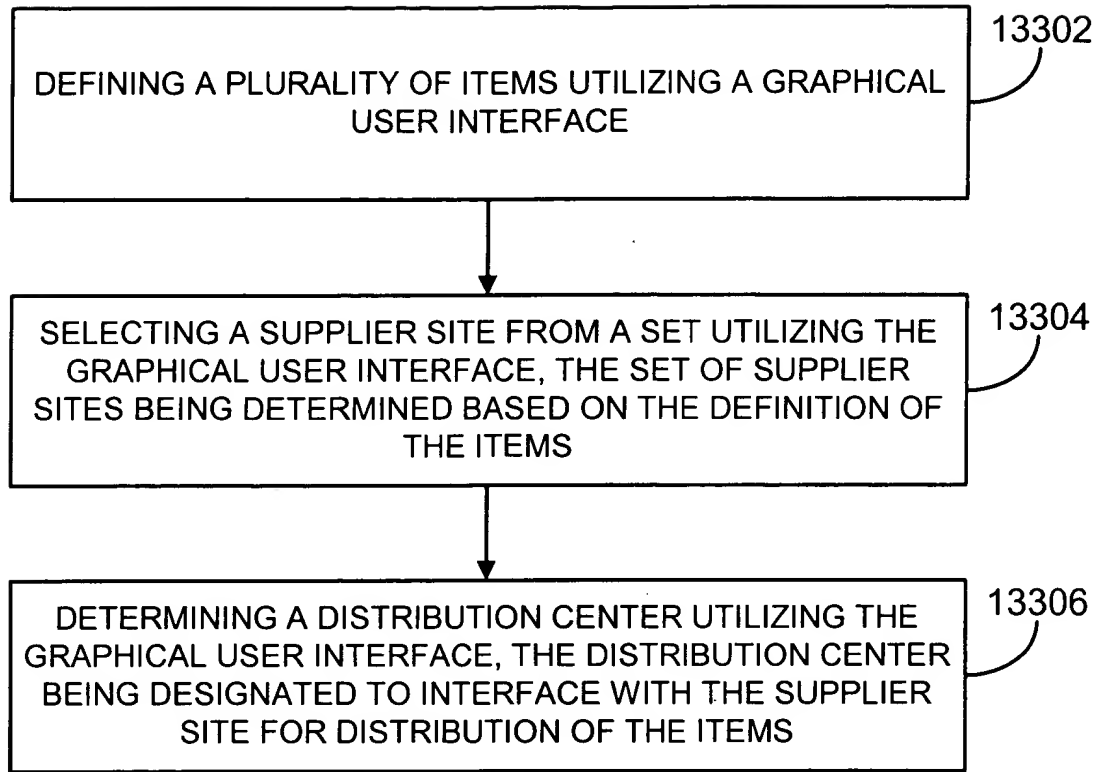 13302
DEFINING A PLURALITY OF ITEMS UTILIZING A GRAPHICAL
USER INTERFACE
13304
SELECTING A SUPPLIER SITE FROM A SET UTILIZING THE
GRAPHICAL USER INTERFACE, THE SET OF SUPPLIER
SITES BEING DETERMINED BASED ON THE DEFINITION OF
THE ITEMS
13306
DETERMINING A DISTRIBUTION CENTER UTILIZING THE
GRAPHICAL USER INTERFACE, THE DISTRIBUTION CENTER
BEING DESIGNATED TO INTERFACE WITH THE SUPPLIER
SITE FOR DISTRIBUTION OF THE ITEMS